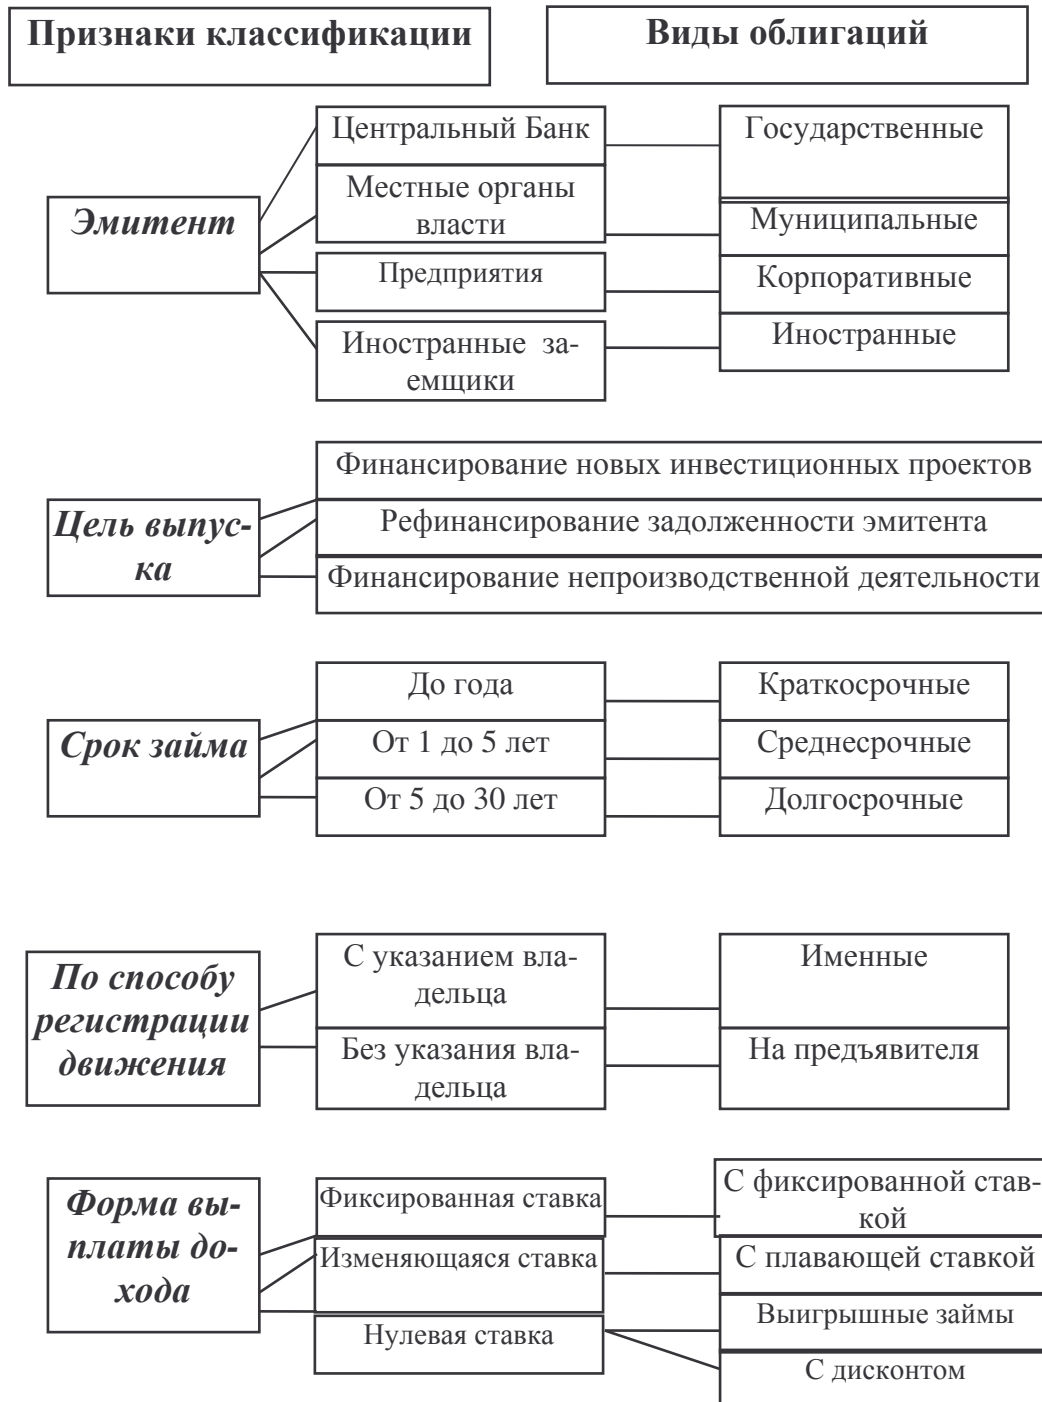 Признаки классификации
Виды облигаций
Эмитент
Центральный Банк
Государственные
Местные органы
власти
Муниципальные
Предприятия
Корпоративные
Иностранные за-
емщики
Иностранные
Цель выпус-
ка
Финансирование новых инвестиционных проектов
Рефинансирование задолженности эмитента
Финансирование непроизводственной деятельности
Срок займа
До года
Краткосрочные
От 1 до 5 лет
Среднесрочные
От 5 до 30 лет
Долгосрочные
По способу
регистрации
движения
С указанием вла-
дельца
Именные
Без указания вла-
дельца
На предъявителя
Форма вы-
платы до-
хода
Фиксированная ставка
С фиксированной став-
кой
Изменяющаяся ставка
С плавающей ставкой
Нулевая ставка
Выигрышные займы
С дисконтом